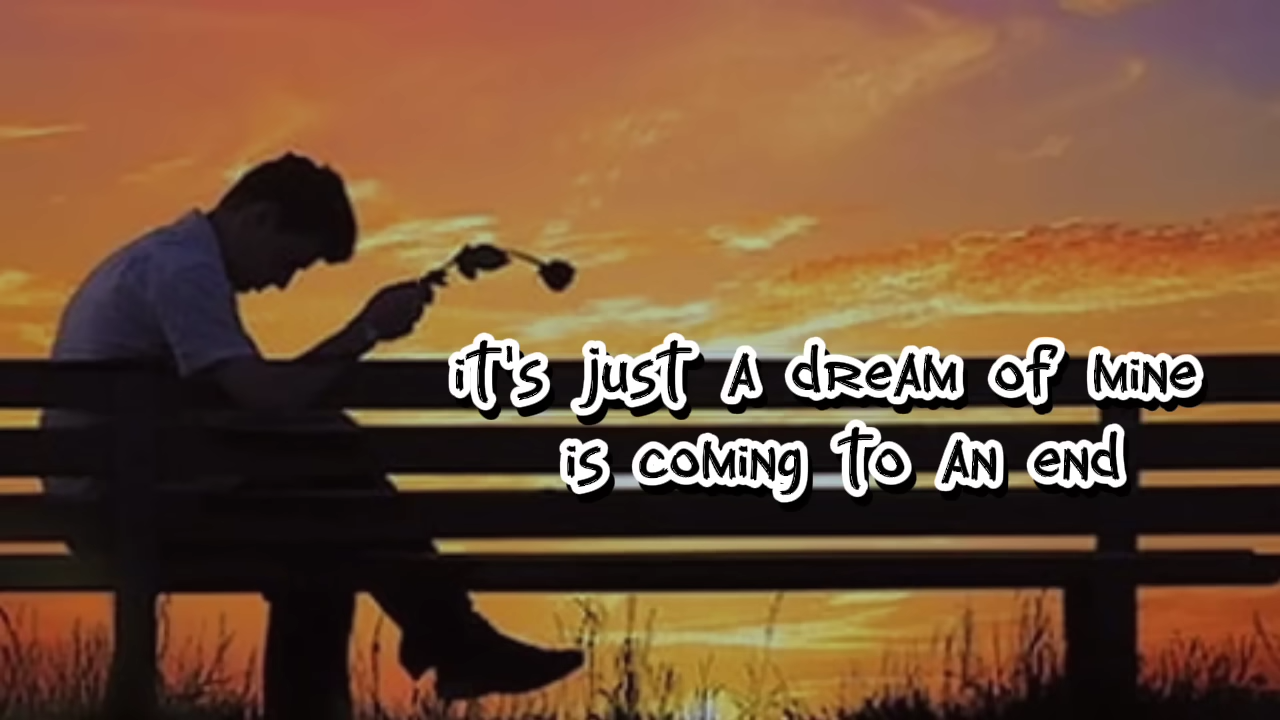 it's just a dream of mine
is coming to an end